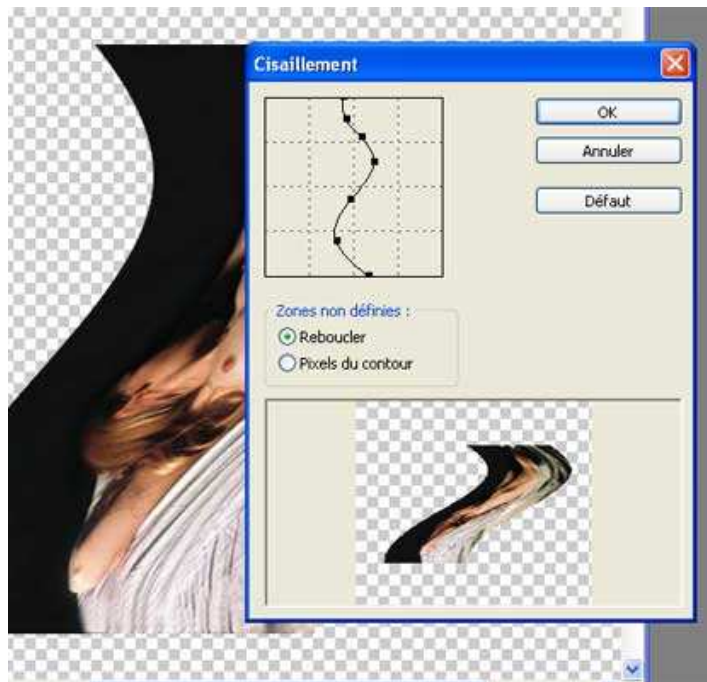 Cisaillement
OK
Annuler
Défaut
Zones non définies :
Reboucler
Pixels du contour